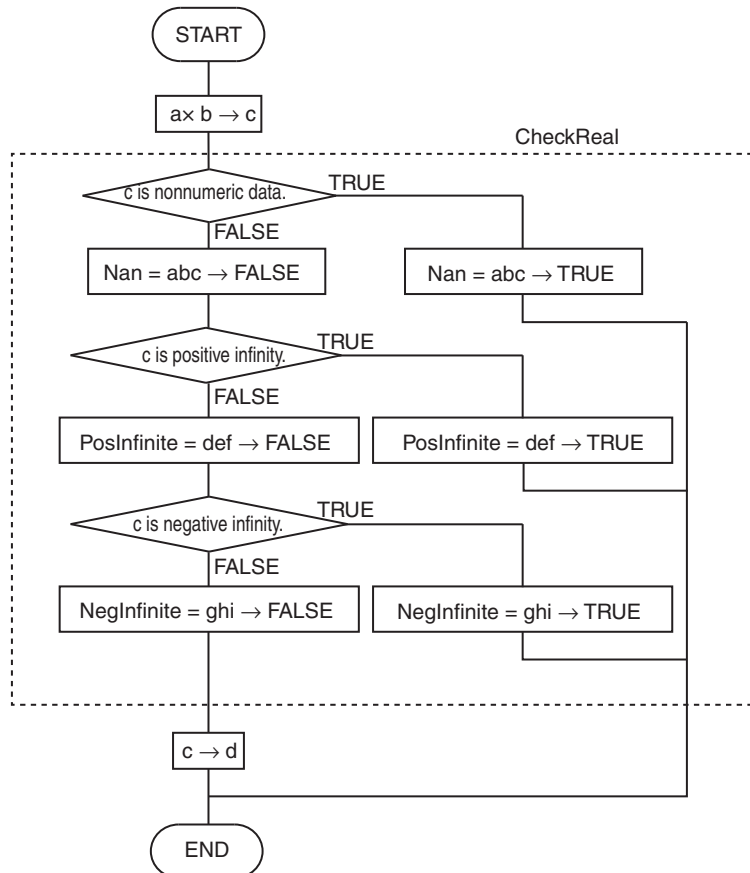 START
a× b → c
CheckReal
c is nonnumeric data.
TRUE
FALSE
Nan = abc → FALSE
Nan = abc → TRUE
c is positive infinity.
TRUE
FALSE
PosInfinite = def → FALSE
PosInfinite = def → TRUE
c is negative infinity.
TRUE
FALSE
NegInfinite = ghi → FALSE
NegInfinite = ghi → TRUE
c → d
END